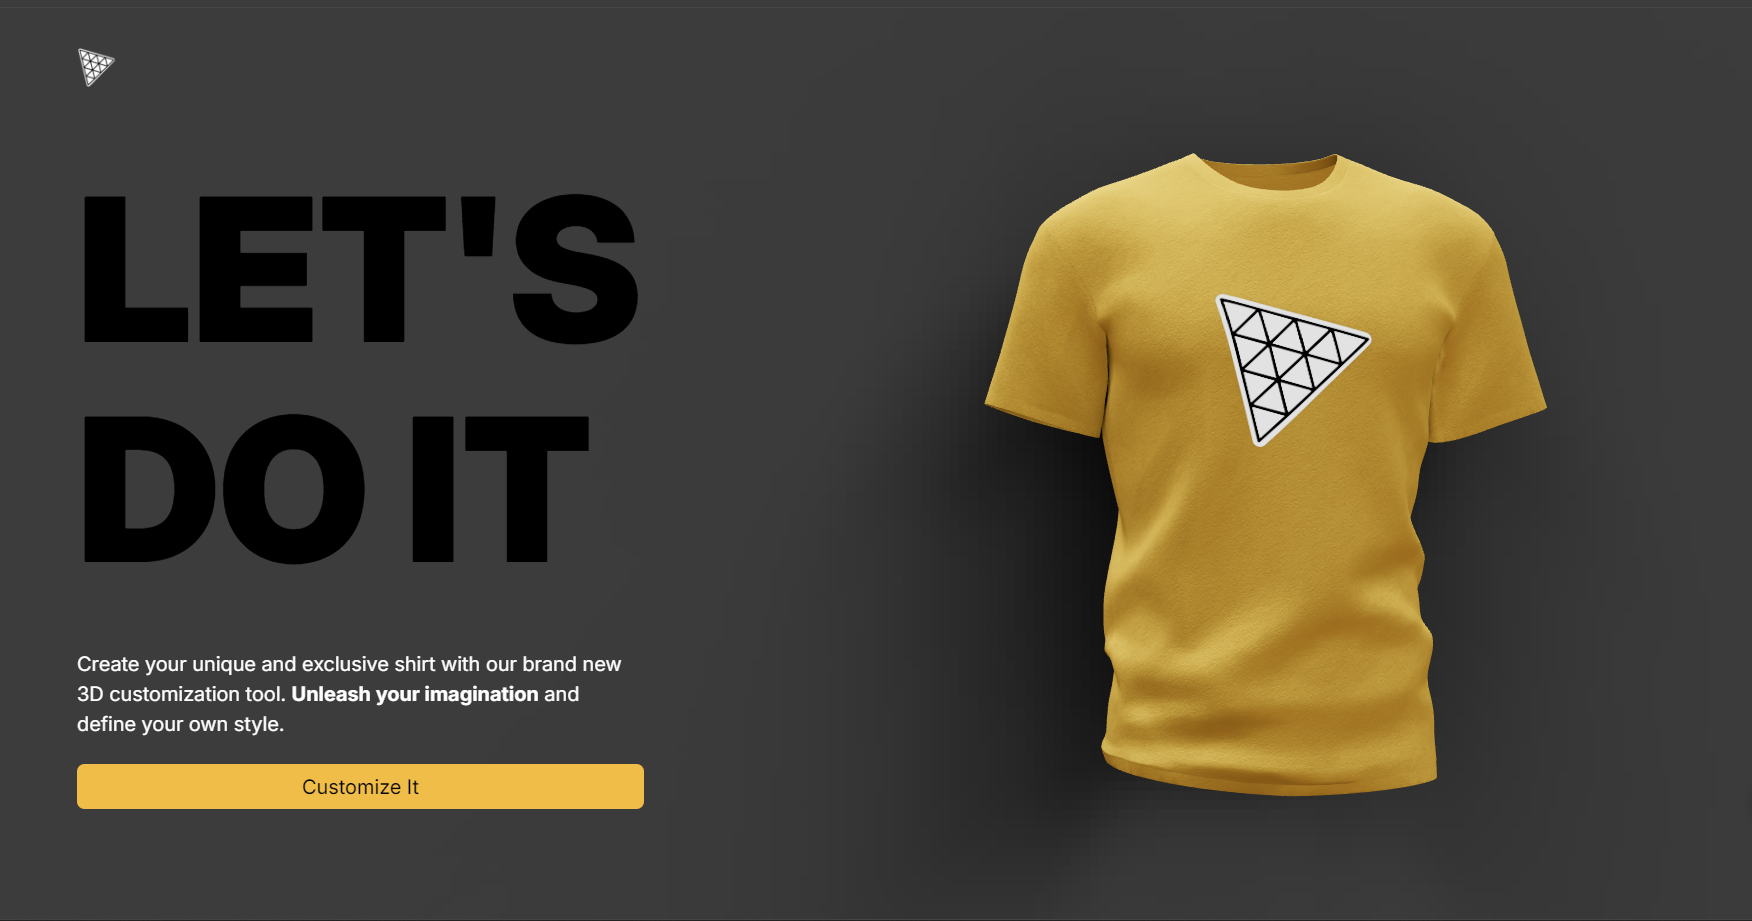 LET'S
DO IT
Create your unique and exclusive shirt with our brand new
3D customization tool. Unleash your imagination and
define your own style.
Customize It